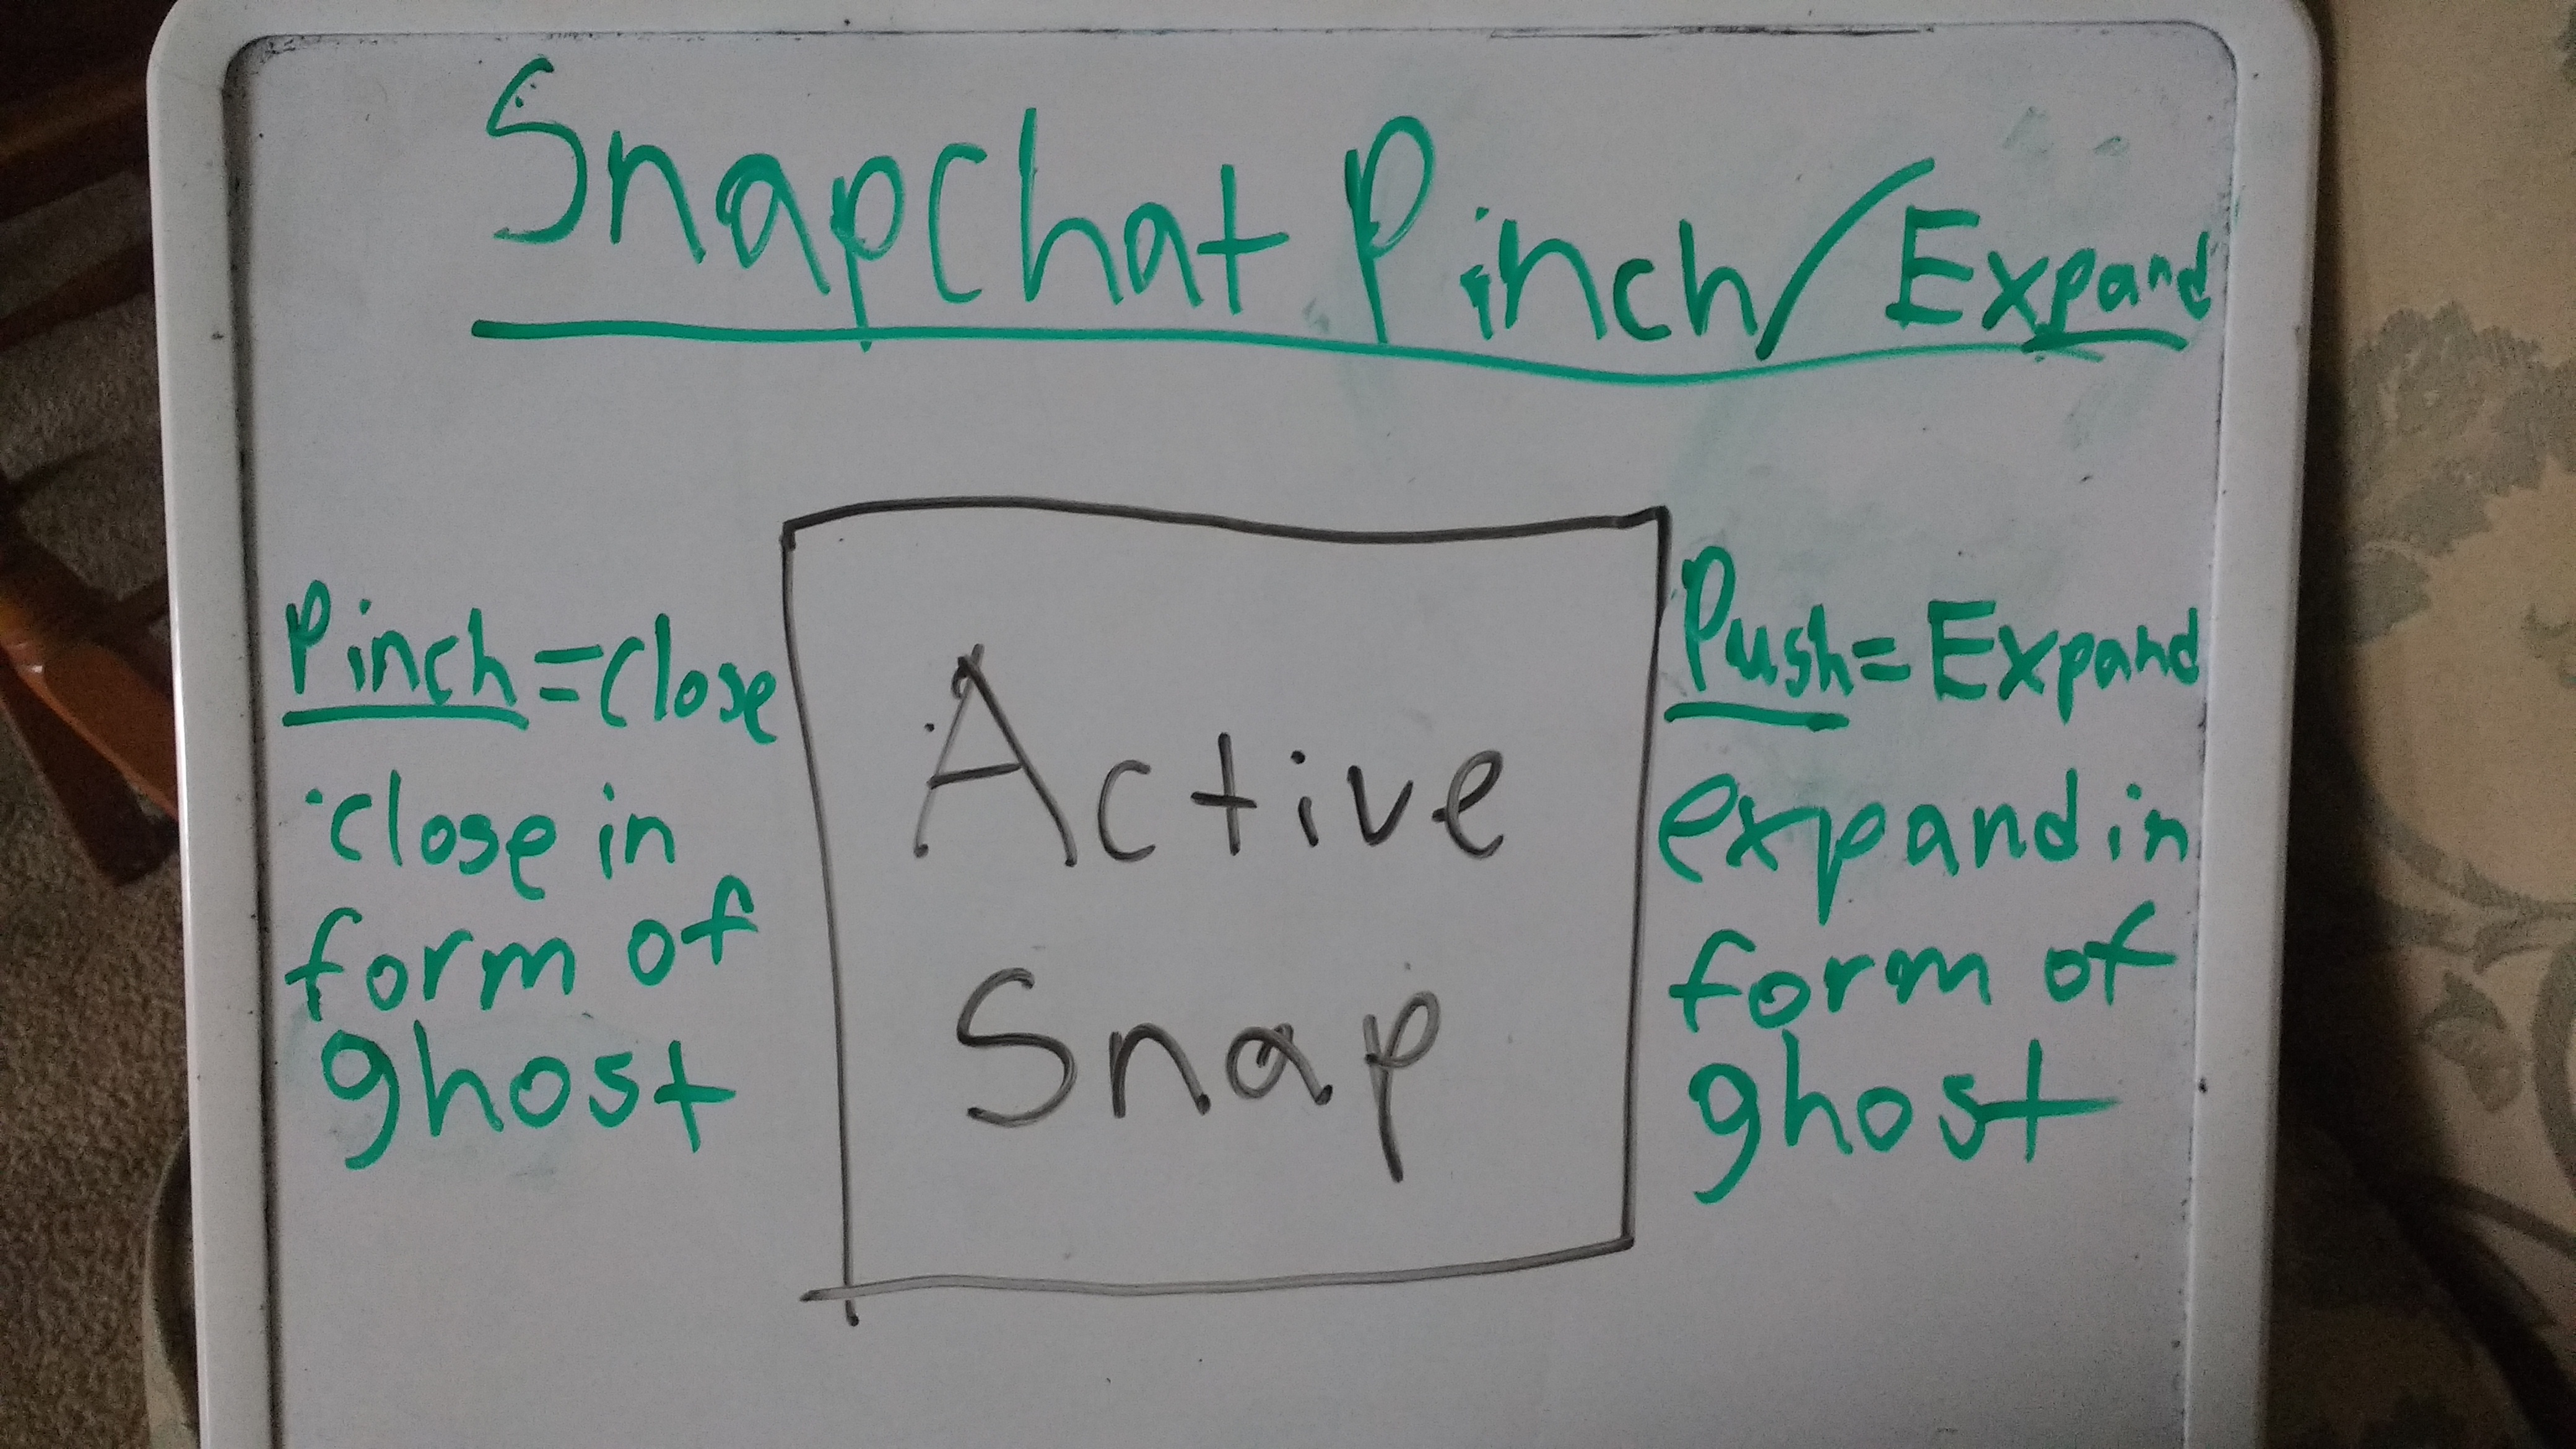 SnapChat Pinch/Expand
Pinch=Close
·close in
form of
ghost
Active
Snap
Push=Expand
expand in
form of
ghost